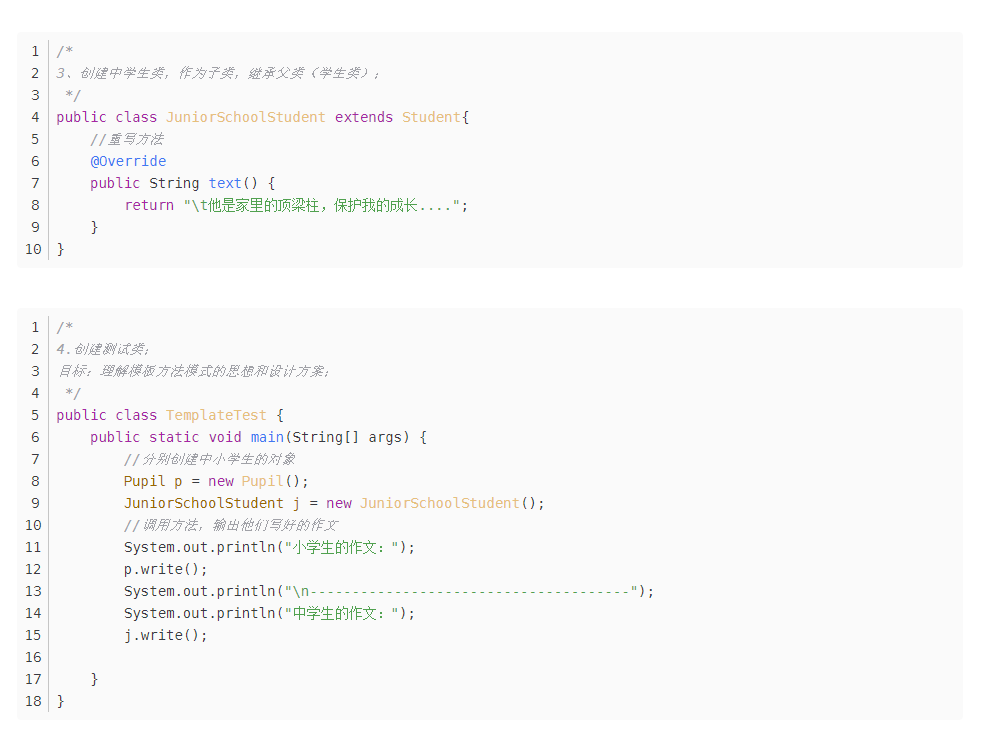 1 /*
2 3、创建中学生类，作为子类，继承父类（学生类）；
3  */
4 public class JuniorSchoolStudent extends Student{
5     //重写方法
6     @Override
7     public String text() {
8         return "\t他是家里的顶梁柱，保护我的成长....";
9     }
10 }
1 /*
2 4.创建测试类；
3 目标：理解模板方法模式的思想和设计方案；
4  */
5 public class TemplateTest {
6     public static void main(String[] args) {
7         //分别创建中小学生的对象
8         Pupil p = new Pupil();
9         JuniorSchoolStudent j = new JuniorSchoolStudent();
10         //调用方法，输出他们写好的作文
11         System.out.println("小学生的作文：");
12         p.write();
13         System.out.println("\n--------------------------------------");
14         System.out.println("中学生的作文：");
15         j.write();
16
17     }
18 }